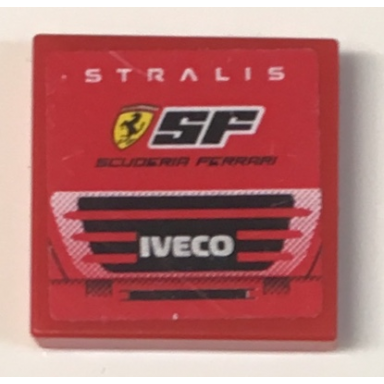 STRALIS
SF
SCUDERIA FERRARI
IVECO